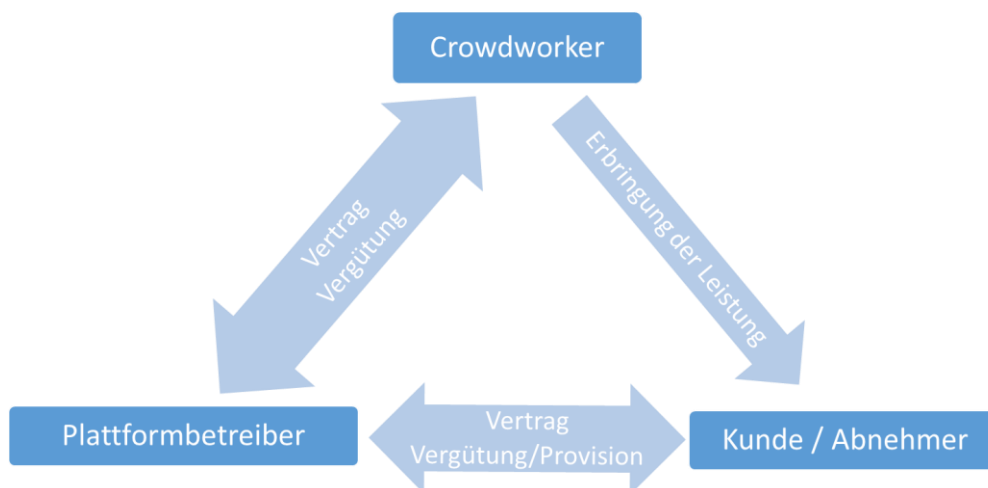 Crowdworker
Vertrag
Vergütung
Erbringung der Leistung
Plattformbetreiber
Vertrag
Vergütung/Provision
Kunde / Abnehmer